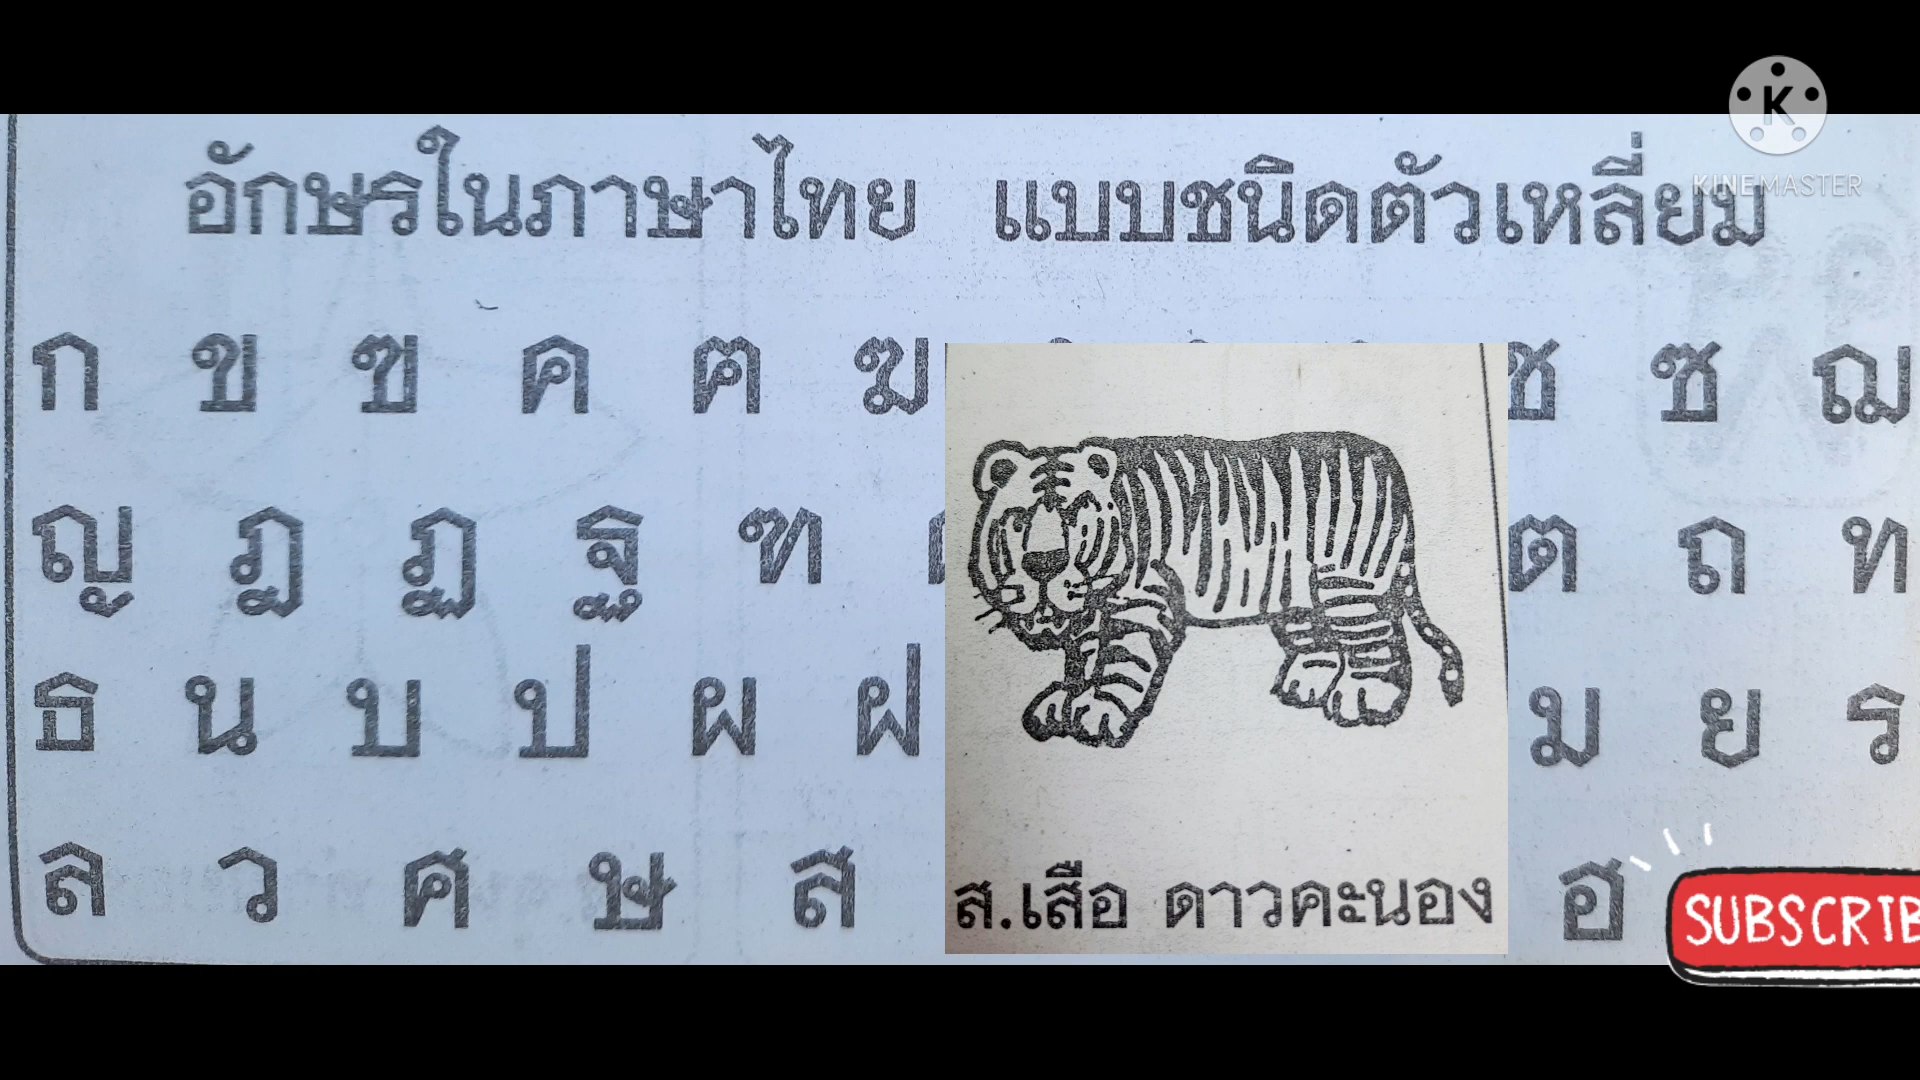 อักษรในภาษาไทย แบบชนิดตัวเหลี่ยม
K
KINEMASTER
ก ข ฃ ค ฅ ฆ ช ซ ฌ
ญ ฎ ฏ ฐ ฑ ต ถ ท
ธ น บ ป ผ ฝ ม ย ร
ล ว ศ ษ ส ฮ
ส.เสือ ดาวคะนอง
SUBSCRIB